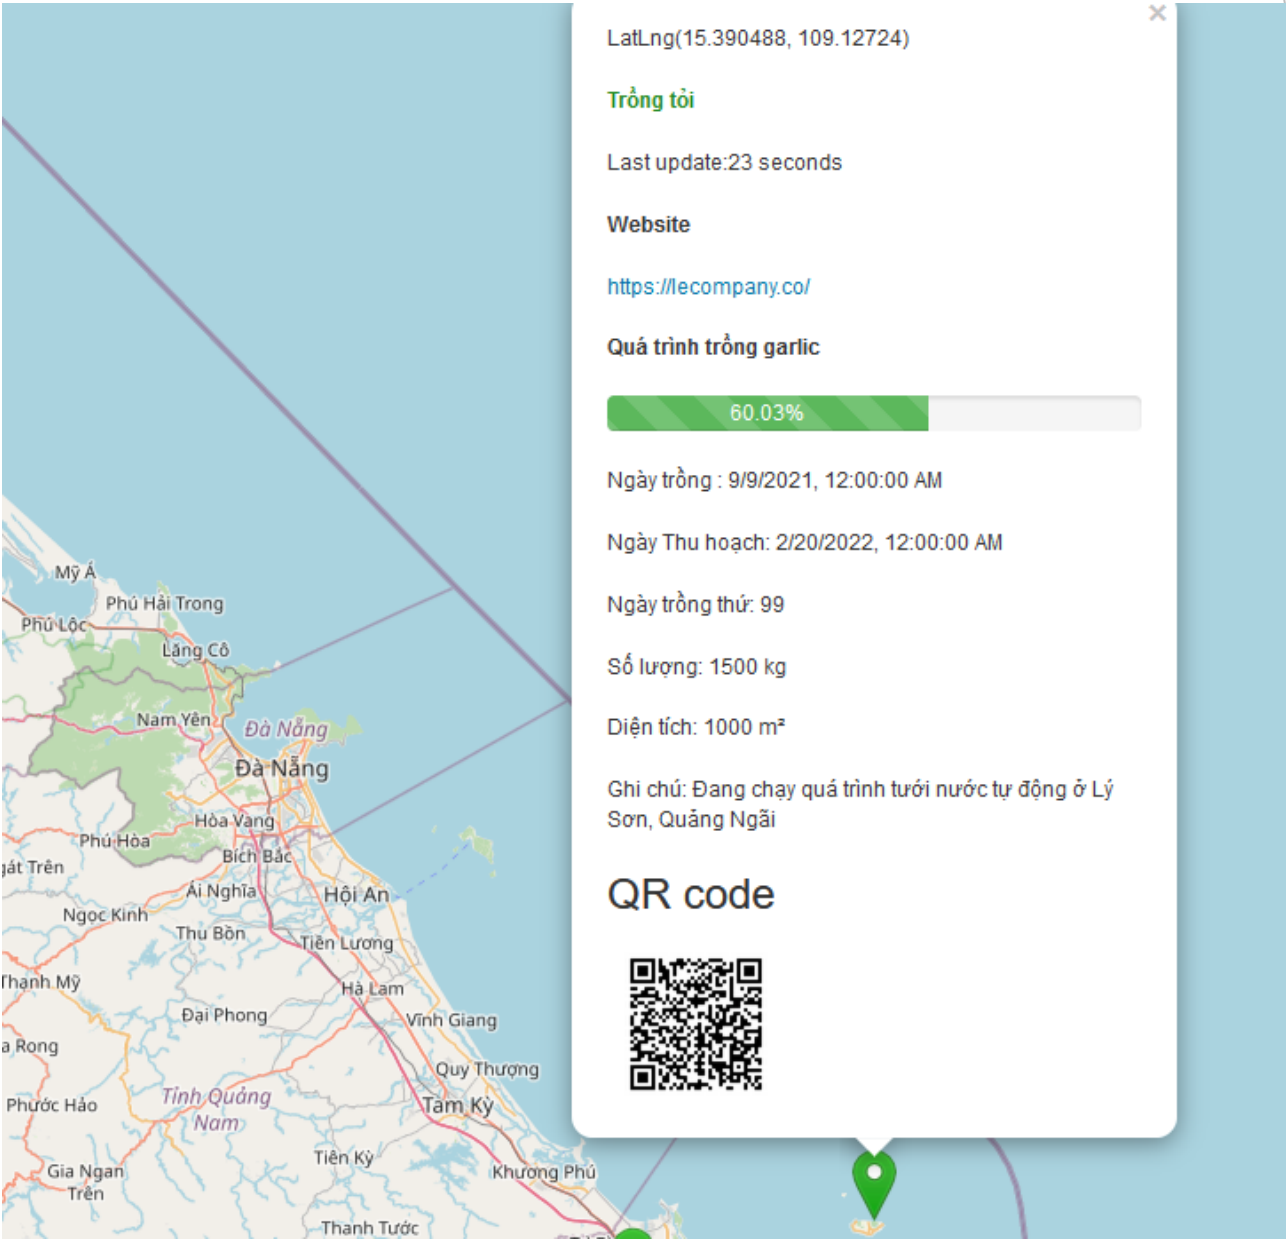 ×
LatLng(15.390488, 109.12724)
Trồng tỏi
Last update:23 seconds
Website
https://lecompany.co/
Quá trình trồng garlic
60.03%
Ngày trồng : 9/9/2021, 12:00:00 AM
Ngày Thu hoạch: 2/20/2022, 12:00:00 AM
Ngày trồng thứ: 99
Số lượng: 1500 kg
Diện tích: 1000 m²
Ghi chú: Đang chạy quá trình tưới nước tự động ở Lý
Sơn, Quảng Ngãi
QR code
Mỹ Á
Phú Hải Trong
Phú Lộc
Lăng Cô
Nam Yên
Đà Nẵng
Đà Nẵng
Hòa Vang
Phú Hòa
Bích Bắc
gát Trên
Ái Nghĩa
Hội An
Ngọc Kinh
Thu Bồn
Tiên Lương
Thạnh Mỹ
Hà Lam
Đại Phong
Vĩnh Giang
a Rong
Quy Thượng
Tỉnh Quảng
Nam
Phước Hảo
Tam Kỳ
Tiên Kỳ
Gia Ngan
Trên
Khương Phú
Thanh Tước